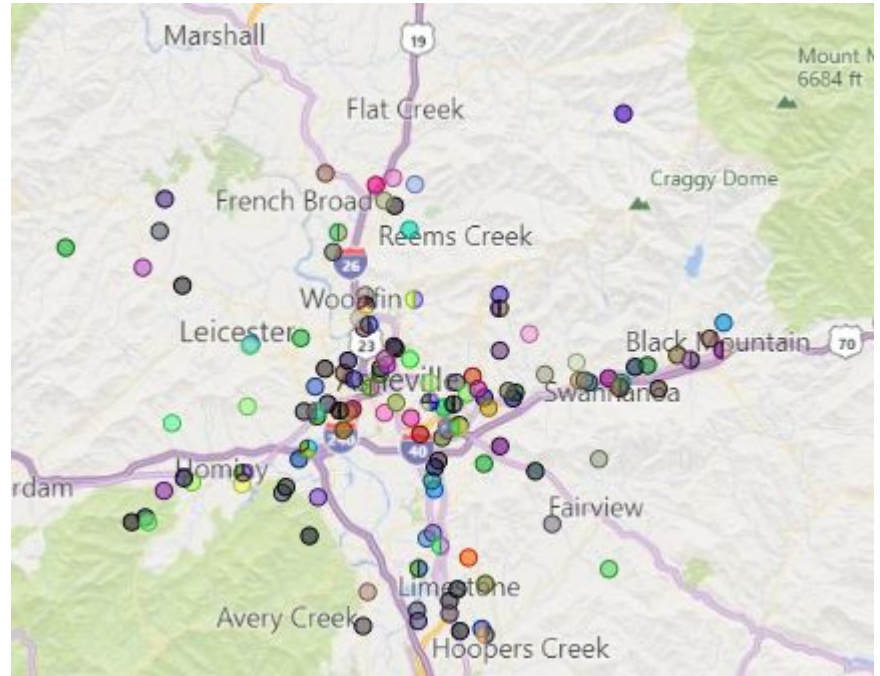 Marshall
19
Mount M
6684 ft
Flat Creek
Craggy Dome
French Broad
Reems Creek
26
Woodfin
Leicester
23
Black Mountain
70
Asheville
Swannanoa
240
40
Hominy
rdam
Fairview
Limestone
Avery Creek
Hoopers Creek